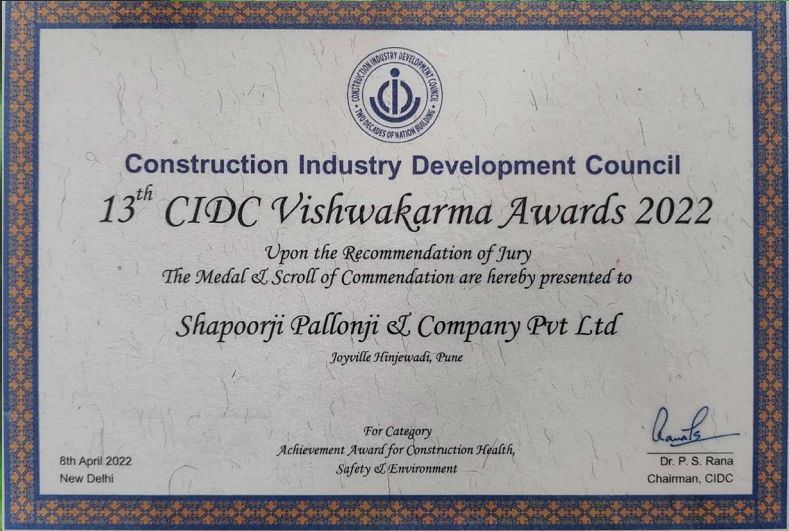 CONSTRUCTION INDUSTRY DEVELOPMENT COUNCIL
CIDC
TWO DECADES OF NATION BUILDING
Construction Industry Development Council
13th CIDC Vishwakarma Awards 2022
Upon the Recommendation of Jury
The Medal & Scroll of Commendation are hereby presented to
Shapoorji Pallonji & Company Pvt Ltd
Joyville Hinjewadi, Pune
For Category
Achievement Award for Construction Health,
Safety & Environment
8th April 2022
New Delhi
Dr. P. S. Rana
Chairman, CIDC